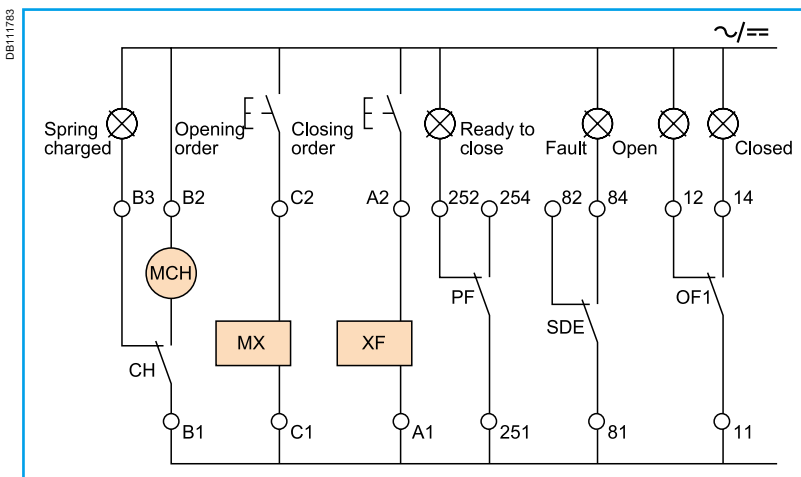 DB111783
~/==
Spring
charged
Opening
order
Closing
order
Ready to
close
Fault
Open
Closed
B3
B2
C2
A2
252
254
82
84
12
14
MCH
PF
OF1
SDE
MX
XF
CH
B1
C1
A1
251
81
11